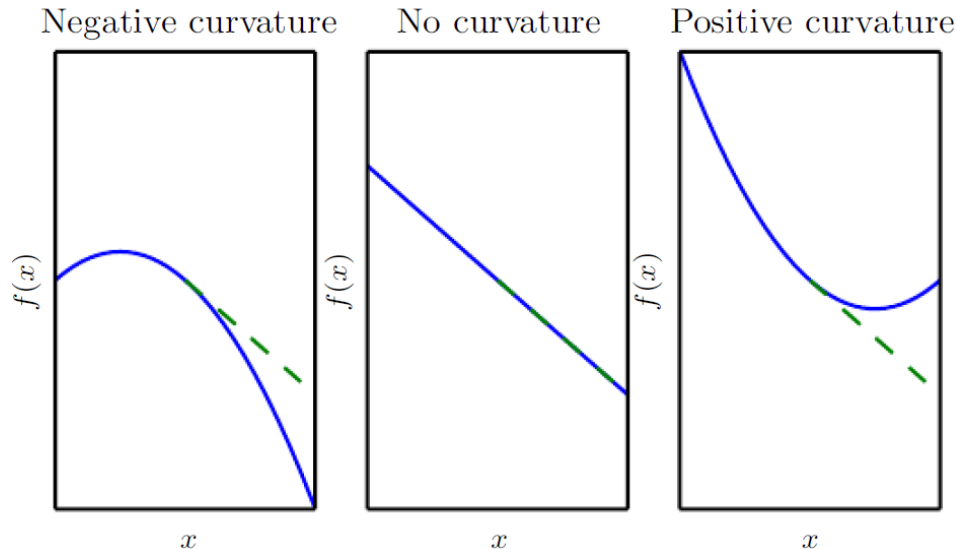 Negative curvature
No curvature
Positive curvature
f(x)
f(x)
f(x)
x
x
x